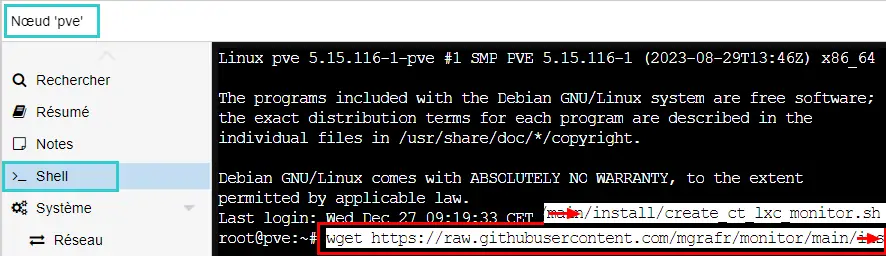 Nœud 'pve'
Rechercher
Résumé
Notes
>_ Shell
Système
Réseau
Linux pve 5.15.116-1-pve #1 SMP PVE 5.15.116-1 (2023-08-29T13:46Z) x86_64
The programs included with the Debian GNU/Linux system are free software;
the exact distribution terms for each program are described in the
individual files in /usr/share/doc/*/copyright.
Debian GNU/Linux comes with ABSOLUTELY NO WARRANTY, to the extent
permitted by applicable law.
Last login: Wed Dec 27 09:19:33 CET
/main/install/create_ct_lxc_monitor.sh
root@pve:~# wget https://raw.githubusercontent.com/mgrafr/monitor/main/ins